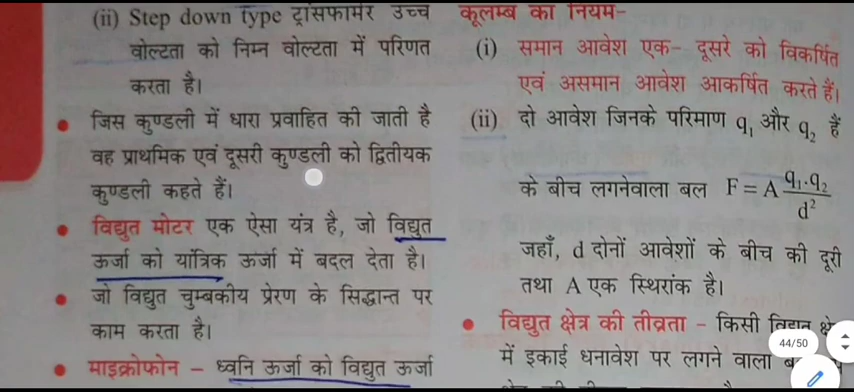 (ii) Step down type ट्रांसफार्मर उच्च
वोल्टता को निम्न वोल्टता में परिणत
करता है।
• जिस कुण्डली में धारा प्रवाहित की जाती है
वह प्राथमिक एवं दूसरी कुण्डली को द्वितीयक
कुण्डली कहते हैं।
• विद्युत मोटर एक ऐसा यंत्र है, जो विद्युत
ऊर्जा को यांत्रिक ऊर्जा में बदल देता है।
• जो विद्युत चुम्बकीय प्रेरण के सिद्धान्त पर
काम करता है।
• माइक्रोफोन - ध्वनि ऊर्जा को विद्युत ऊर्जा
कूलम्ब का नियम-
(i) समान आवेश एक- दूसरे को विकर्षित
एवं असमान आवेश आकर्षित करते हैं।
(ii) दो आवेश जिनके परिमाण q₁ और q₂ हैं
के बीच लगनेवाला बल F = A q₁.q₂/d²
जहाँ, d दोनों आवेशों के बीच की दूरी
तथा A एक स्थिरांक है।
• विद्युत क्षेत्र की तीव्रता - किसी विद्युत
में इकाई धनावेश पर लगने वाला
44/50